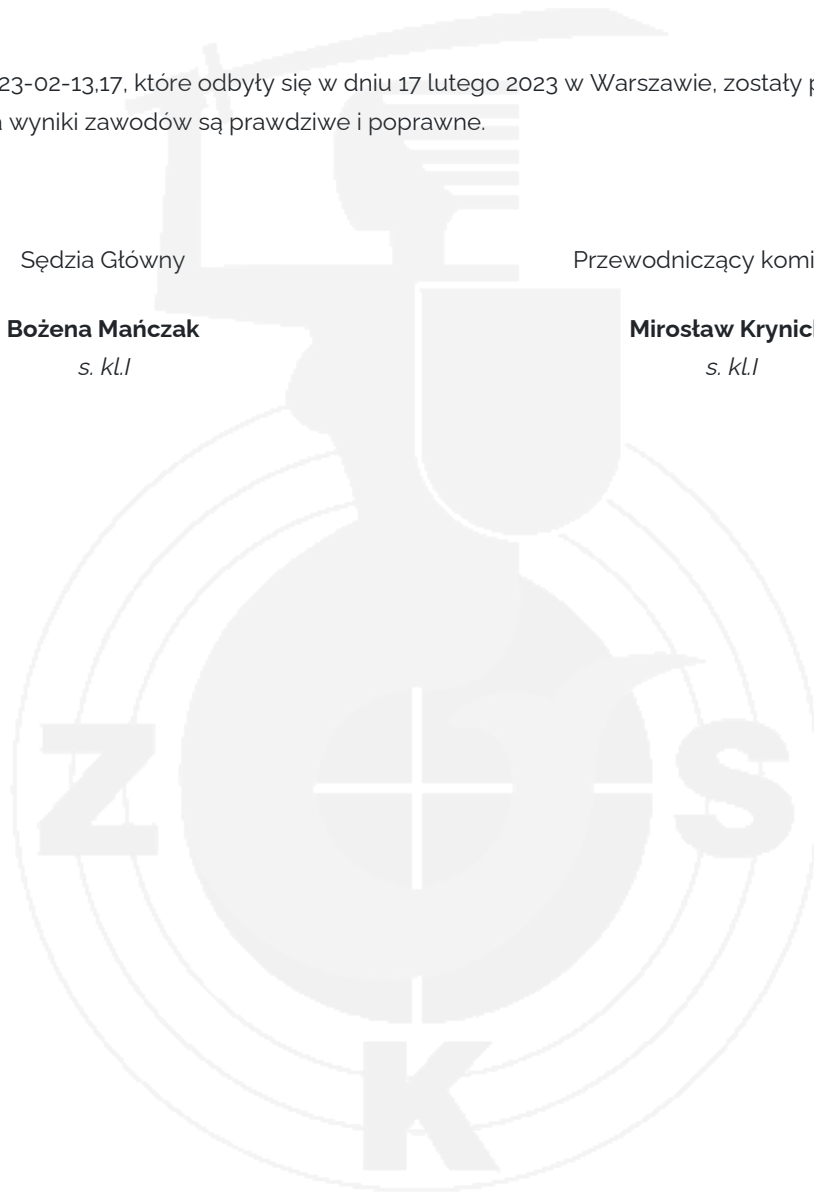 23-02-13,17, które odbyły się w dniu 17 lutego 2023 w Warszawie, zostały
wyniki zawodów są prawdziwe i poprawne.
Sędzia Główny
Przewodniczący komi
Bożena Mańczak
Mirosław Krynic
s. kl.I
s. kl.I
Z
S
K